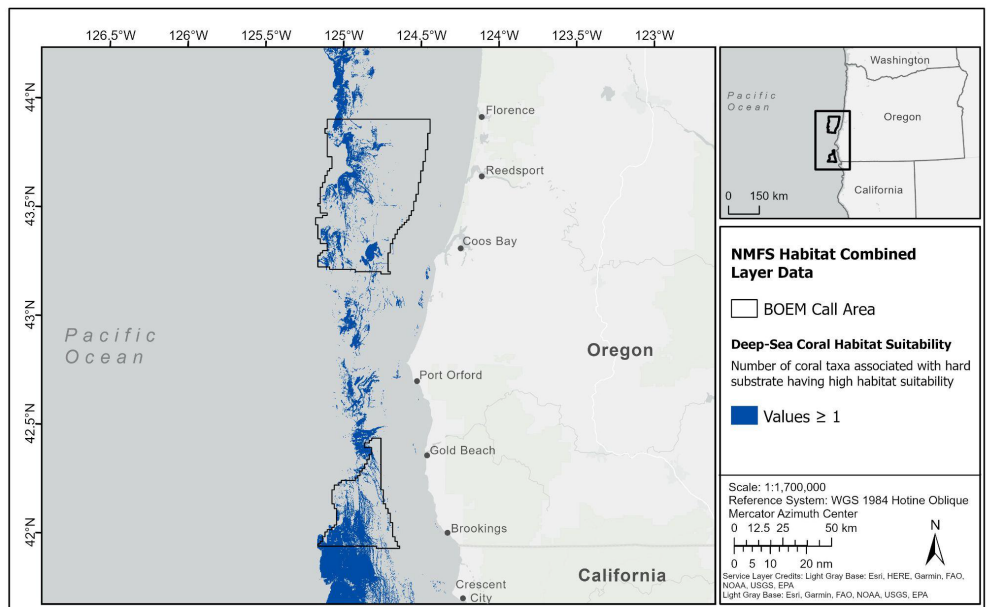 126.5°W 126°W 125.5°W 125°W 124.5°W 124°W 123.5°W 123°W
44°N
43.5°N
43°N
42.5°N
42°N
Florence
Reedsport
Coos Bay
Pacific
Ocean
Oregon
Port Orford
Gold Beach
Brookings
California
Crescent
City
Washington
Pacific
Ocean
Oregon
California
0 150 km
NMFS Habitat Combined
Layer Data
BOEM Call Area
Deep-Sea Coral Habitat Suitability
Number of coral taxa associated with hard
substrate having high habitat suitability
Values ≥ 1
Scale: 1:1,700,000
Reference System: WGS 1984 Hotine Oblique
Mercator Azimuth Center
0 12.5 25 50 km
N
0 5 10 20 nm
Service Layer Credits: Light Gray Base: Esri, HERE, Garmin, FAO,
NOAA, USGS, EPA
Light Gray Base: Esri, Garmin, FAO, NOAA, USGS, EPA